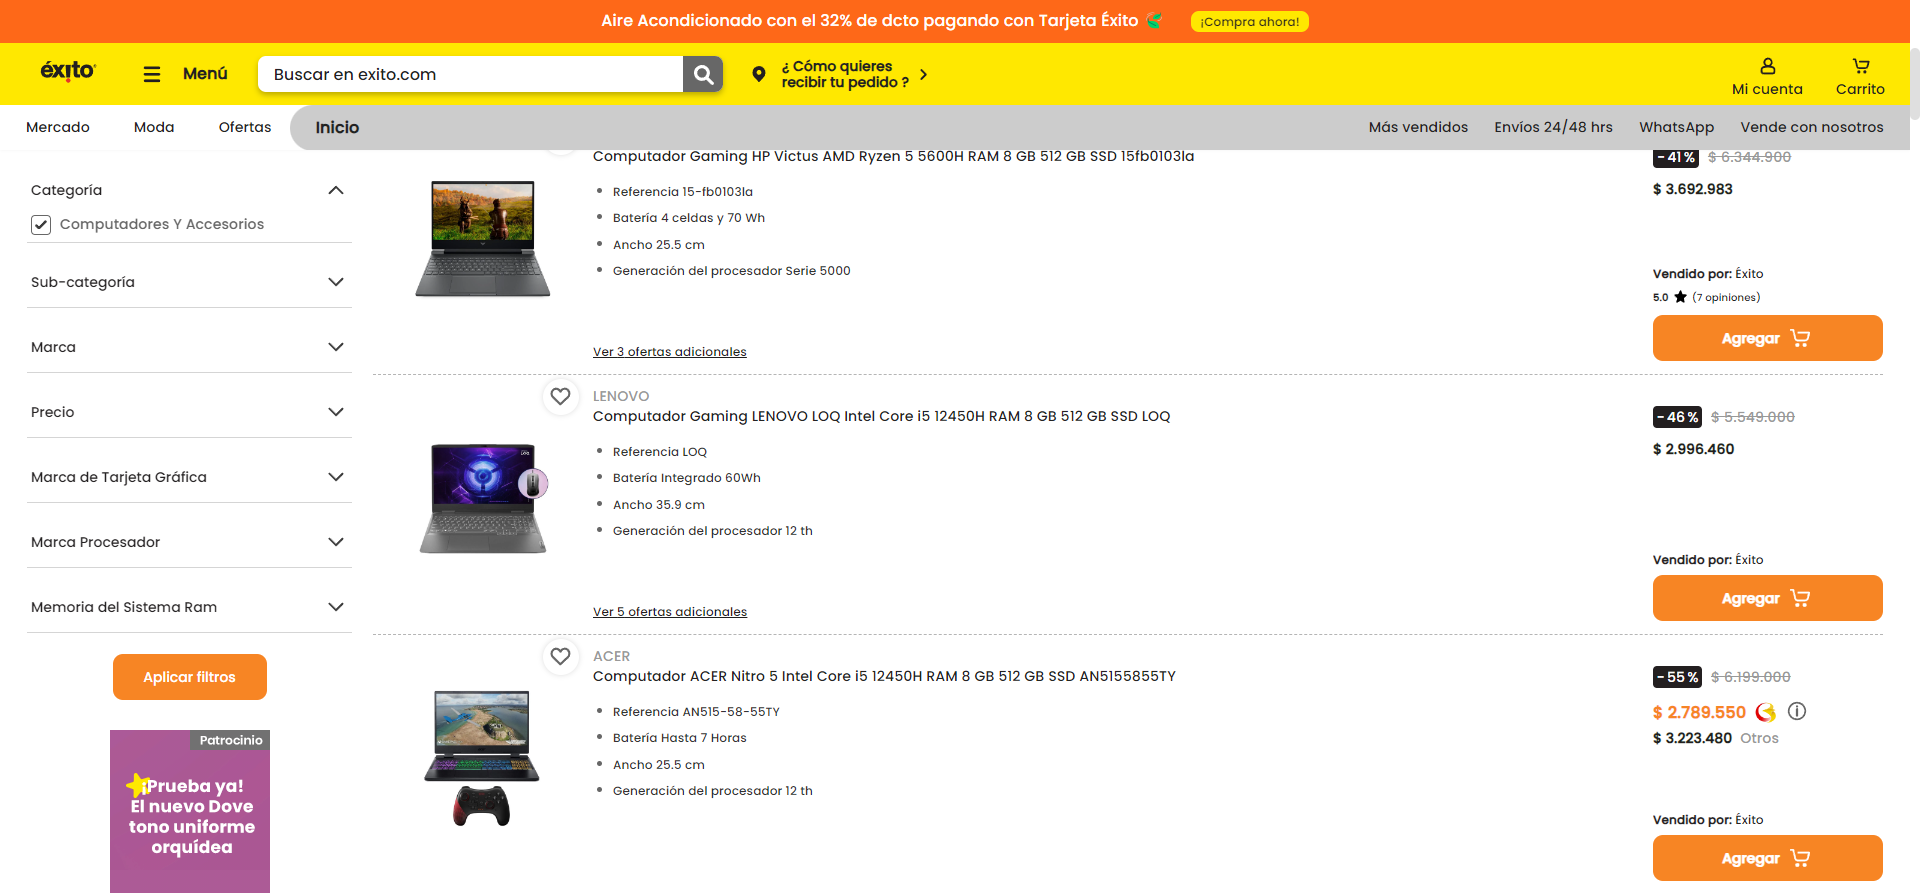 Aire Acondicionado con el 32% de dcto pagando con Tarjeta Éxito
¡Compra ahora!
éxito
Menú
Buscar en exito.com
¿ Cómo quieres
recibir tu pedido ?
Mi cuenta
Carrito
Mercado
Moda
Ofertas
Inicio
Más vendidos
Envíos 24/48 hrs
WhatsApp
Vende con nosotros
Categoría
Computadores Y Accesorios
Sub-categoría
Marca
Precio
Marca de Tarjeta Gráfica
Marca Procesador
Memoria del Sistema Ram
Aplicar filtros
Patrocinio
¡Prueba ya!
El nuevo Dove
tono uniforme
orquídea
Computador Gaming HP Victus AMD Ryzen 5 5600H RAM 8 GB 512 GB SSD 15fb0103la
Referencia 15-fb0103la
Batería 4 celdas y 70 Wh
Ancho 25.5 cm
Generación del procesador Serie 5000
Ver 3 ofertas adicionales
-41% $ 6.344.900
$ 3.692.983
Vendido por: Éxito
5.0 (7 opiniones)
Agregar
LENOVO
Computador Gaming LENOVO LOQ Intel Core i5 12450H RAM 8 GB 512 GB SSD LOQ
Referencia LOQ
Batería Integrado 60Wh
Ancho 35.9 cm
Generación del procesador 12 th
Ver 5 ofertas adicionales
-46% $ 5.549.000
$ 2.996.460
Vendido por: Éxito
Agregar
ACER
Computador ACER Nitro 5 Intel Core i5 12450H RAM 8 GB 512 GB SSD AN5155855TY
Referencia AN515-58-55TY
Batería Hasta 7 Horas
Ancho 25.5 cm
Generación del procesador 12 th
-55% $ 6.199.000
$ 2.789.550
$ 3.223.480 Otros
Vendido por: Éxito
Agregar